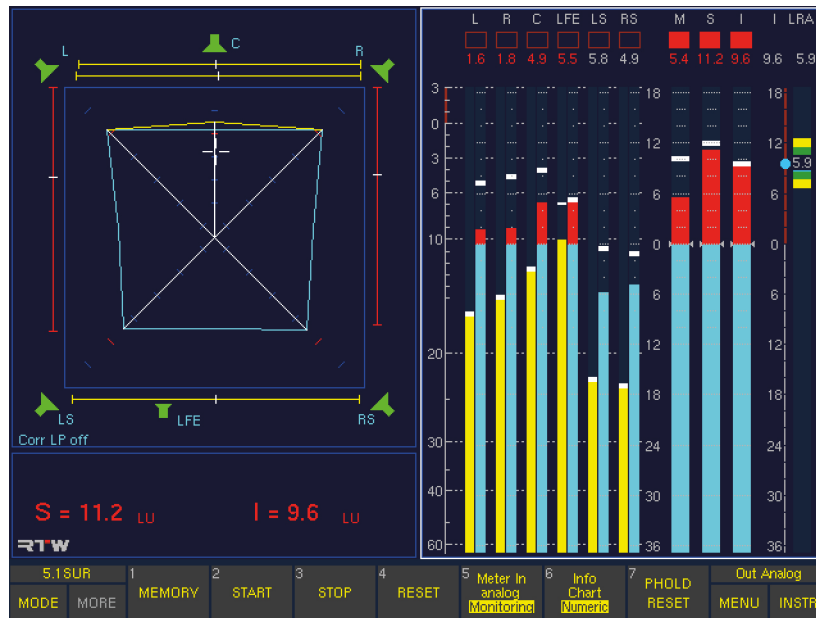 L C R
LS LFE RS
Corr LP off
S = 11.2 LU I = 9.6 LU
RTW
L R C LFE LS RS M S I I LRA
1.6 1.8 4.9 5.5 5.8 4.9 5.4 11.2 9.6 9.6 5.9
3 18 18
0
12 12
3
5.9
6 6 6
10 0 0
6 6
20 12 12
18 18
30 24 24
40 30 30
60 36 36
5.1SUR 1 2 3 4 5 Meter In 6 Info 7 Out Analog
MODE MORE MEMORY START STOP RESET analog Chart PHOLD MENU INSTR
Monitoring Numeric RESET